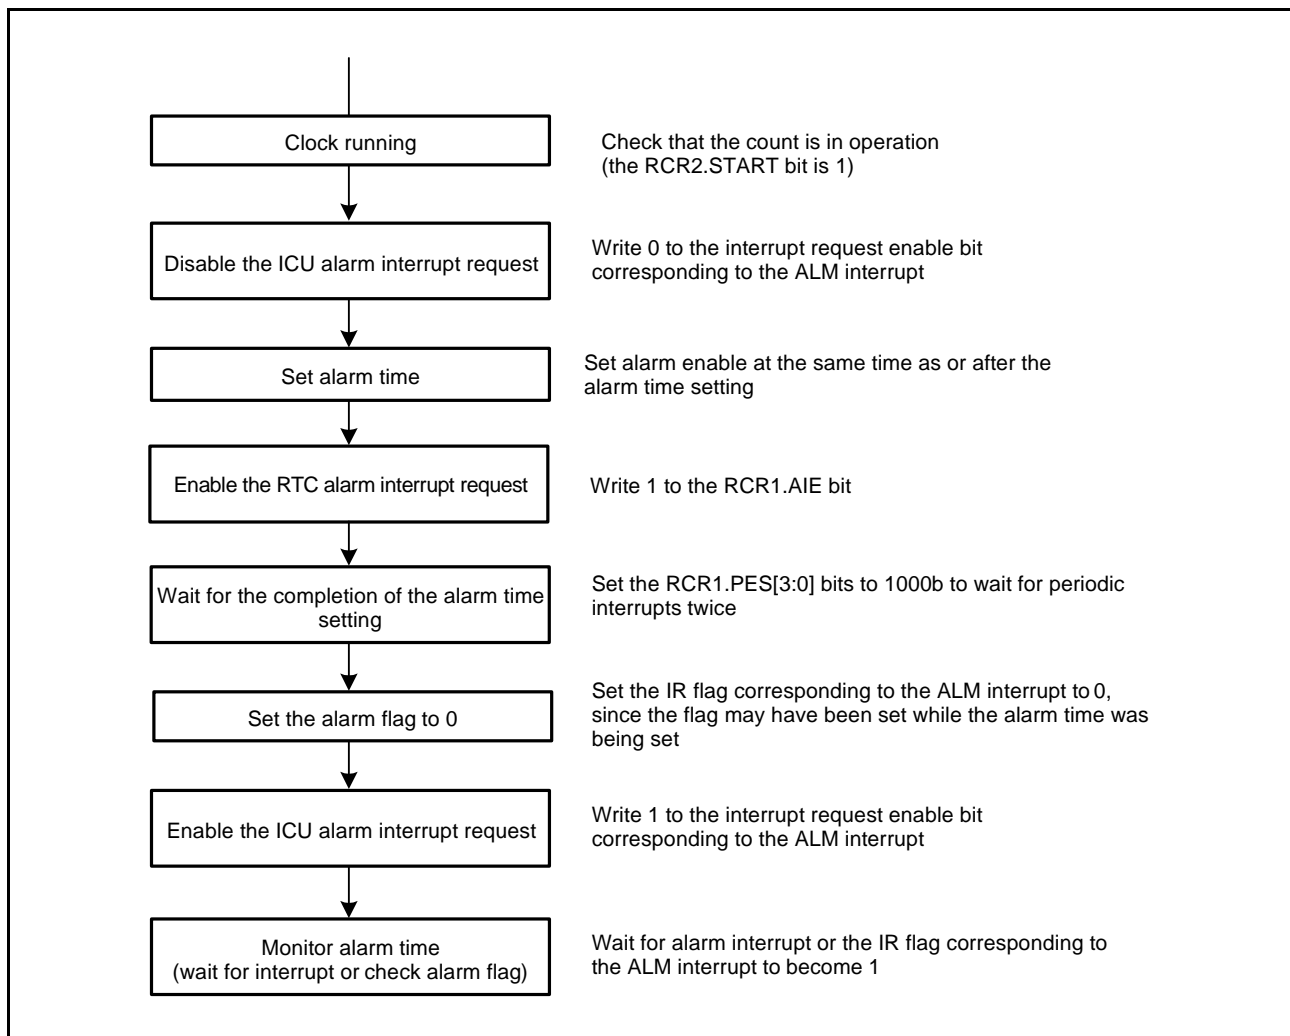 Clock running
Check that the count is in operation
(the RCR2.START bit is 1)
Disable the ICU alarm interrupt request
Write 0 to the interrupt request enable bit
corresponding to the ALM interrupt
Set alarm time
Set alarm enable at the same time as or after the
alarm time setting
Enable the RTC alarm interrupt request
Write 1 to the RCR1.AIE bit
Wait for the completion of the alarm time
setting
Set the RCR1.PES[3:0] bits to 1000b to wait for periodic
interrupts twice
Set the alarm flag to 0
Set the IR flag corresponding to the ALM interrupt to 0,
since the flag may have been set while the alarm time was
being set
Enable the ICU alarm interrupt request
Write 1 to the interrupt request enable bit
corresponding to the ALM interrupt
Monitor alarm time
(wait for interrupt or check alarm flag)
Wait for alarm interrupt or the IR flag corresponding to
the ALM interrupt to become 1